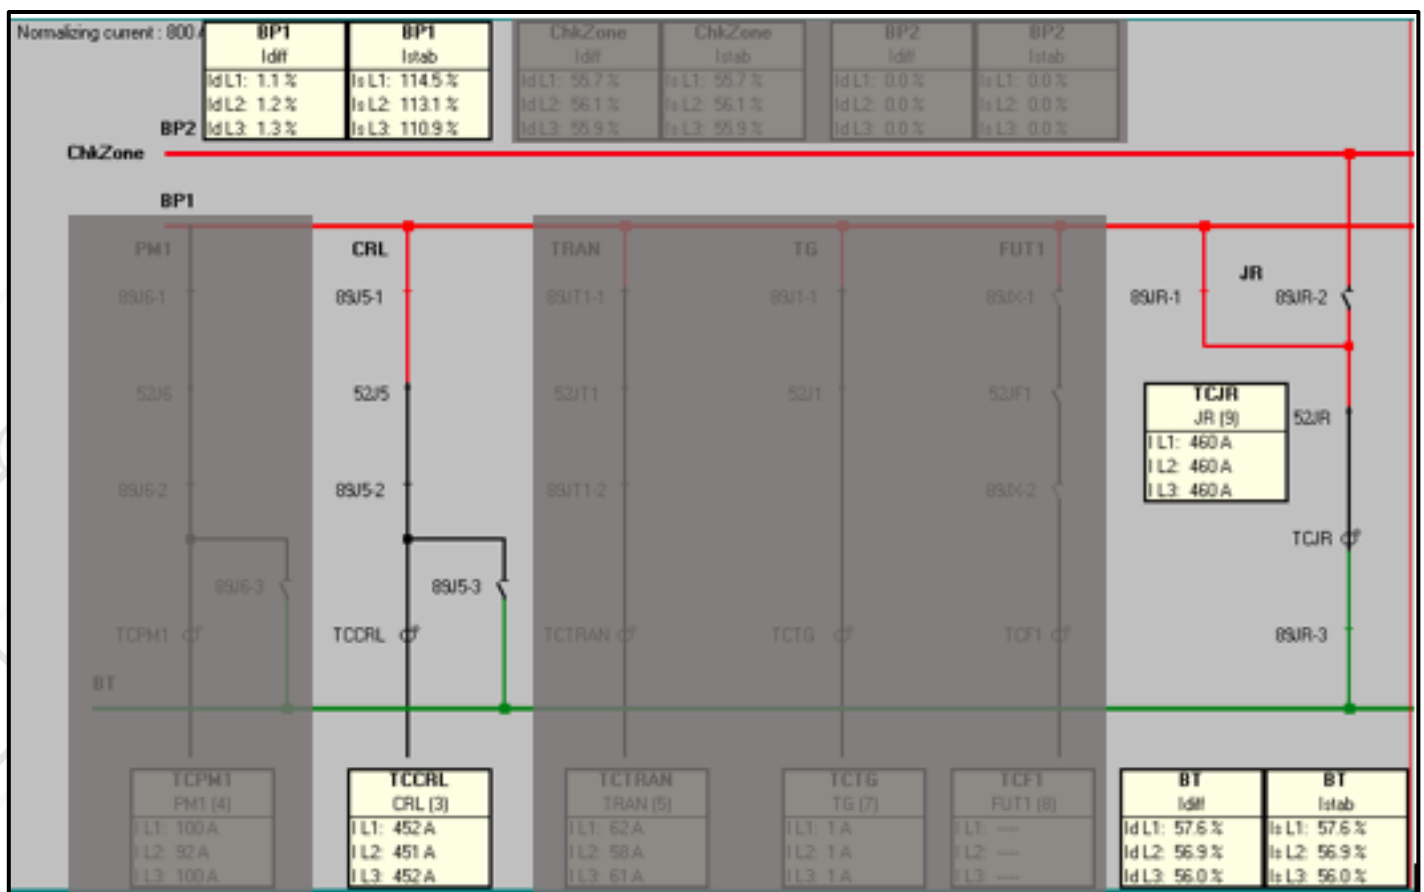 Normalizing current : 800 A
BP1 BP1 ChkZone ChkZone BP2 BP2
Idiff Istab Idiff Istab Idiff Istab
Id L1: 1.1 % Is L1: 114.5 % Id L1: 55.7 % Is L1: 55.7 % Id L1: 0.0 % Is L1: 0.0 %
Id L2: 1.2 % Is L2: 113.1 % Id L2: 56.1 % Is L2: 56.1 % Id L2: 0.0 % Is L2: 0.0 %
Id L3: 1.3 % Is L3: 110.9 % Id L3: 55.9 % Is L3: 55.9 % Id L3: 0.0 % Is L3: 0.0 %
BP2
ChkZone
BP1
PM1 CRL TRAN TG FUT1
JR
89J6-1 89J5-1 89JT1-1 89J1-1 89JX-1 89JR-1 89JR-2
52J6 52J5 52JT1 52J1 52JF1
TCJR
JR (9)
52JR
I L1: 460 A
I L2: 460 A
I L3: 460 A
89J6-2 89J5-2 89JT1-2 89JX-2
TCJR
89J6-3 89J5-3
TCPM1 TCCRL TCTRAN TCTG TCF1 89JR-3
BT
TCPM1 TCCRL TCTRAN TCTG TCF1 BT BT
PM1 (4) CRL (3) TRAN (5) TG (7) FUT1 (8) Idiff Istab
I L1: 100 A I L1: 452 A I L1: 62 A I L1: 1 A I L1: ---- Id L1: 57.6 % Is L1: 57.6 %
I L2: 92 A I L2: 451 A I L2: 58 A I L2: 1 A I L2: ---- Id L2: 56.9 % Is L2: 56.9 %
I L3: 100 A I L3: 452 A I L3: 61 A I L3: 1 A I L3: ---- Id L3: 56.0 % Is L3: 56.0 %